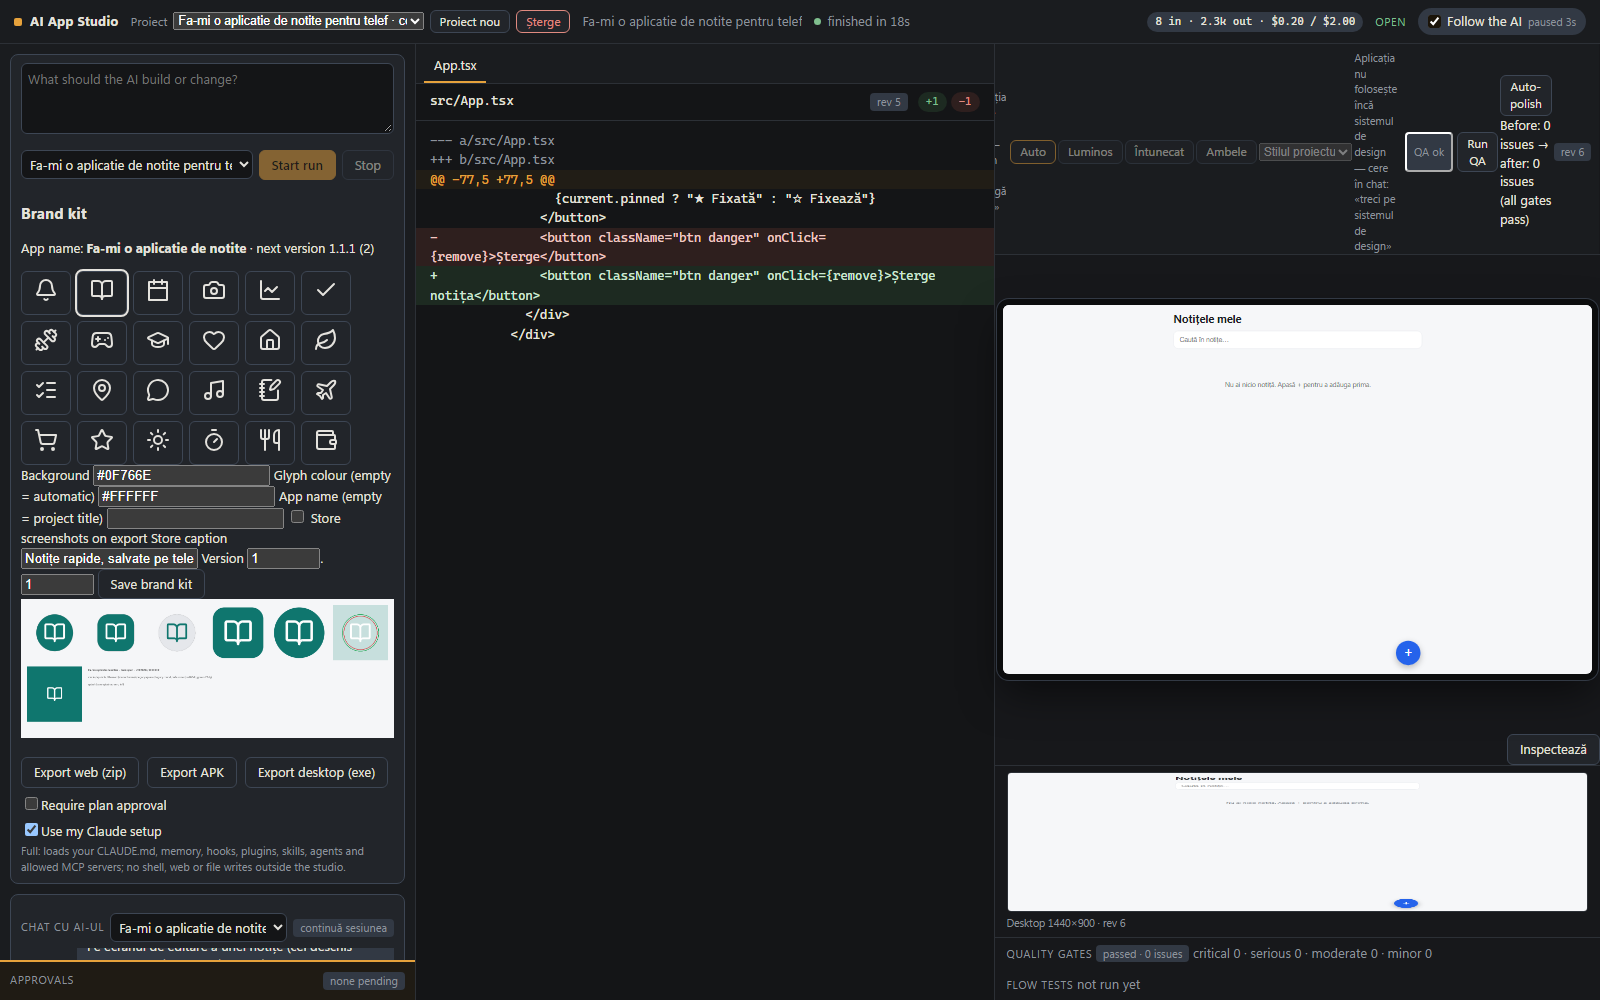 AI App Studio
Proiect
Fa-mi o aplicatie de notite pentru telef · c
Proiect nou
Șterge
Fa-mi o aplicatie de notite pentru telef
finished in 18s
8 in · 2.3k out · $0.20 / $2.00
OPEN
Follow the AI paused 3s
What should the AI build or change?
Fa-mi o aplicatie de notite pentru te
Start run
Stop
Brand kit
App name: Fa-mi o aplicatie de notite · next version 1.1.1 (2)
Background #0F766E Glyph colour (empty
= automatic) #FFFFFF App name (empty
= project title) Store
screenshots on export Store caption
Notițe rapide, salvate pe tele Version 1 .
1 Save brand kit
Export web (zip)
Export APK
Export desktop (exe)
Require plan approval
Use my Claude setup
Full: loads your CLAUDE.md, memory, hooks, plugins, skills, agents and
allowed MCP servers; no shell, web or file writes outside the studio.
CHAT CU AI-UL
Fa-mi o aplicatie de notite
continuă sesiunea
APPROVALS
none pending
App.tsx
src/App.tsx
rev 5
+1
−1
--- a/src/App.tsx
+++ b/src/App.tsx
@@ -77,5 +77,5 @@
{current.pinned ? "★ Fixată" : "☆ Fixează"}
</button>
- <button className="btn danger" onClick=
{remove}>Șterge</button>
+ <button className="btn danger" onClick={remove}>Șterge
notița</button>
</div>
</div>
Auto
Luminos
Întunecat
Ambele
Stilul proiectu
Aplicația
nu
folosește
încă
sistemul
de
design
— cere
în chat:
«treci pe
sistemul
de
design»
QA ok
Run
QA
Auto-
polish
Before: 0
issues →
after: 0
issues
(all gates
pass)
rev 6
Notițele mele
Caută în notițe...
Nu ai nicio notiță. Apasă + pentru a adăuga prima.
+
Inspectează
Desktop 1440×900 · rev 6
QUALITY GATES passed · 0 issues critical 0 · serious 0 · moderate 0 · minor 0
FLOW TESTS not run yet